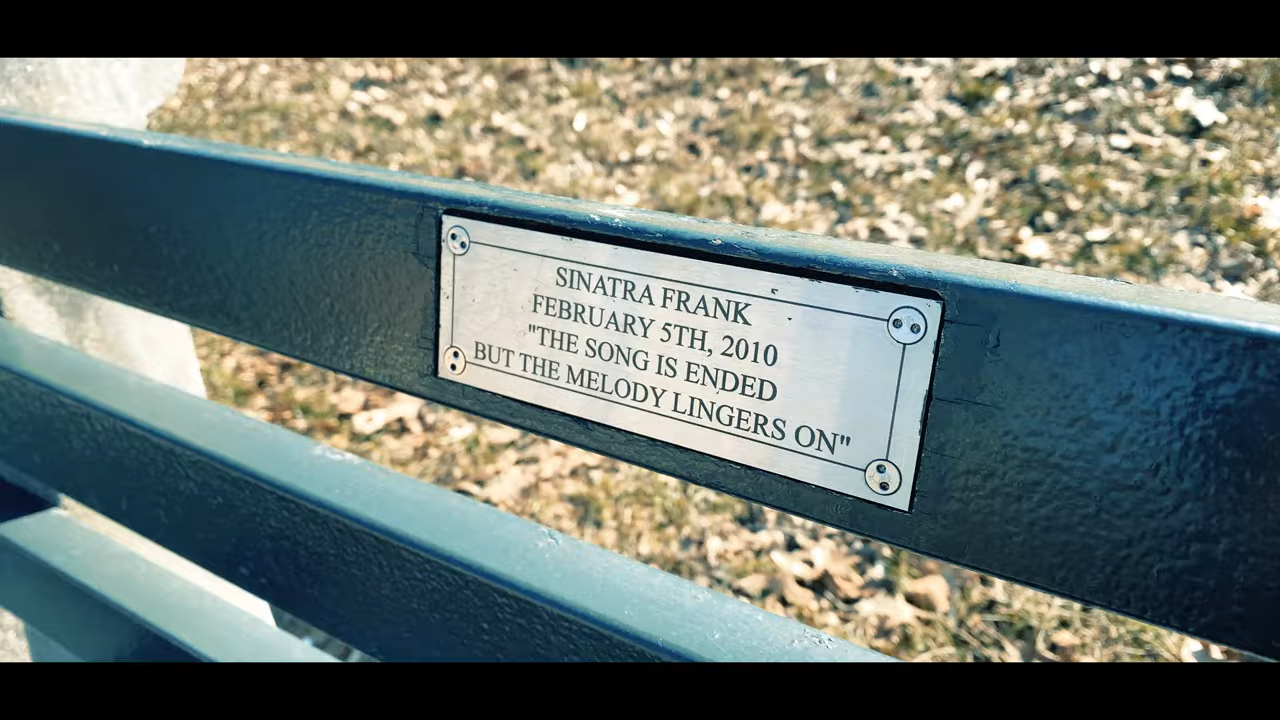 SINATRA FRANK
FEBRUARY 5TH, 2010
"THE SONG IS ENDED
BUT THE MELODY LINGERS ON"